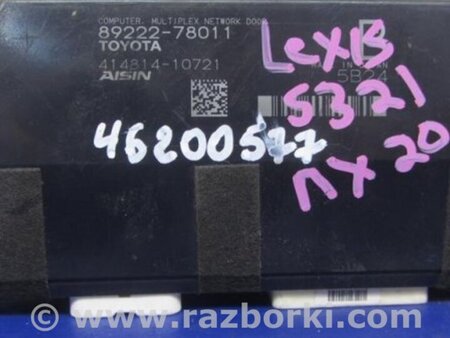 COMPUTER, MULTIPLEX NETWORK DOOR
89222-78011
TOYOTA
414814-10721
AISIN
5B24
Lexus
5321
nx 20
46200577
www.razborki.com